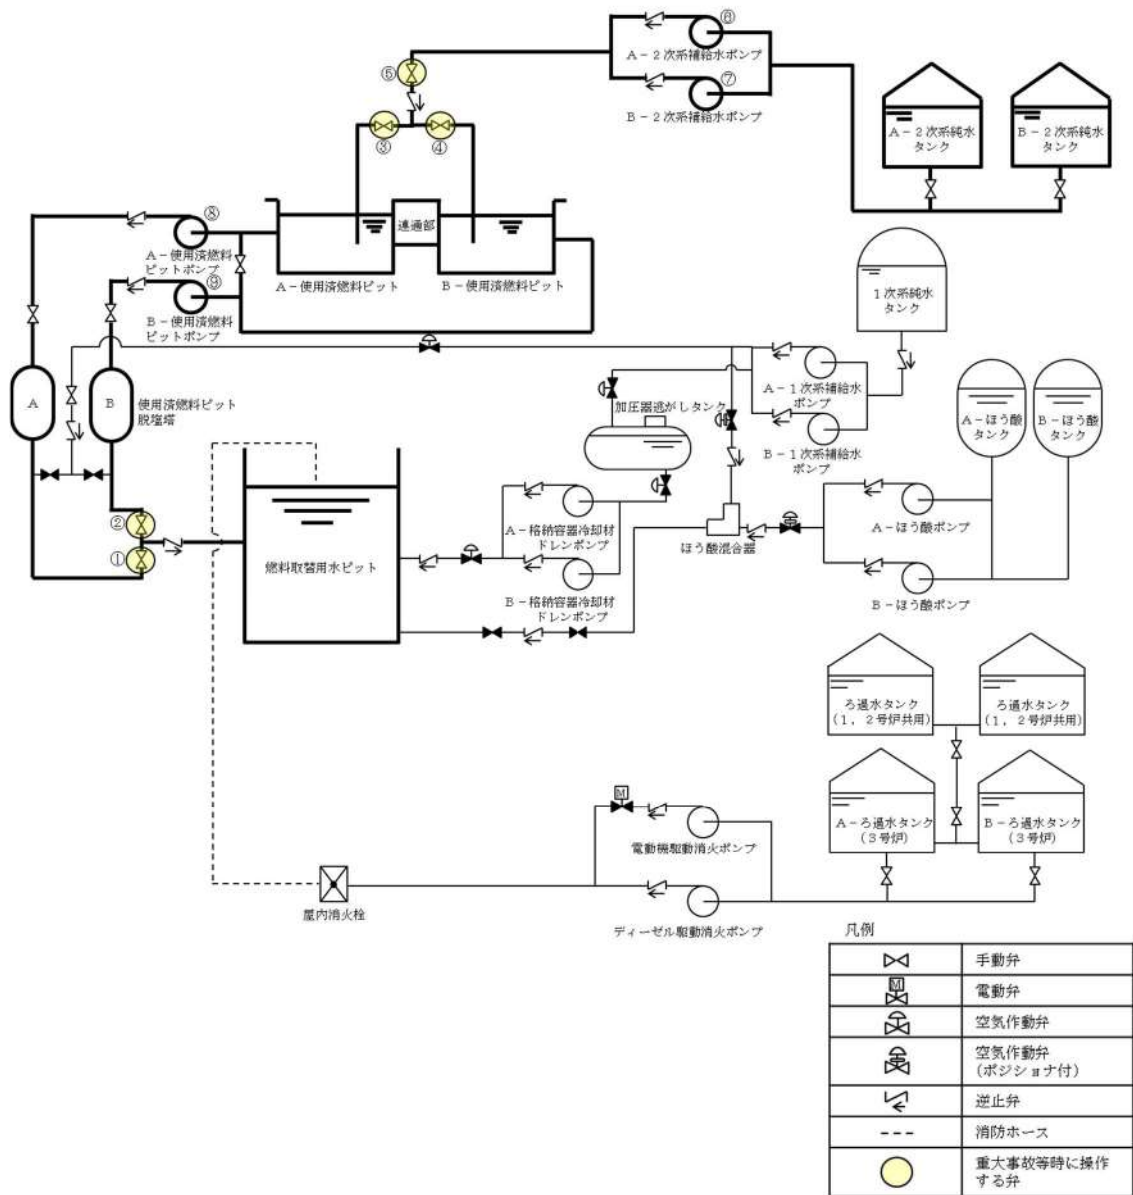 ⑥
A-2次系補給水ポンプ
⑤
⑦
B-2次系補給水ポンプ
③
④
A-2次系純水
タンク
B-2次系純水
タンク
⑧
連通部
A-使用済燃料
ピットポンプ
A-使用済燃料ピット
B-使用済燃料ピット
⑨
B-使用済燃料
ピットポンプ
1次系純水
タンク
A
B
使用済燃料ピット
脱塩塔
加圧器逃がしタンク
A-1次系補給水
ポンプ
B-1次系補給水
ポンプ
A-ほう酸
タンク
B-ほう酸
タンク
②
①
燃料取替用水ピット
A-格納容器冷却材
ドレンポンプ
B-格納容器冷却材
ドレンポンプ
ほう酸混合器
A-ほう酸ポンプ
B-ほう酸ポンプ
ろ過水タンク
(1,2号炉共用)
ろ過水タンク
(1,2号炉共用)
A-ろ過水タンク
(3号炉)
B-ろ過水タンク
(3号炉)
M
電動機駆動消火ポンプ
屋内消火栓
ディーゼル駆動消火ポンプ
凡例
手動弁
M
電動弁
空気作動弁
空気作動弁
(ポジショナ付)
逆止弁
消防ホース
重大事故等時に操作
する弁